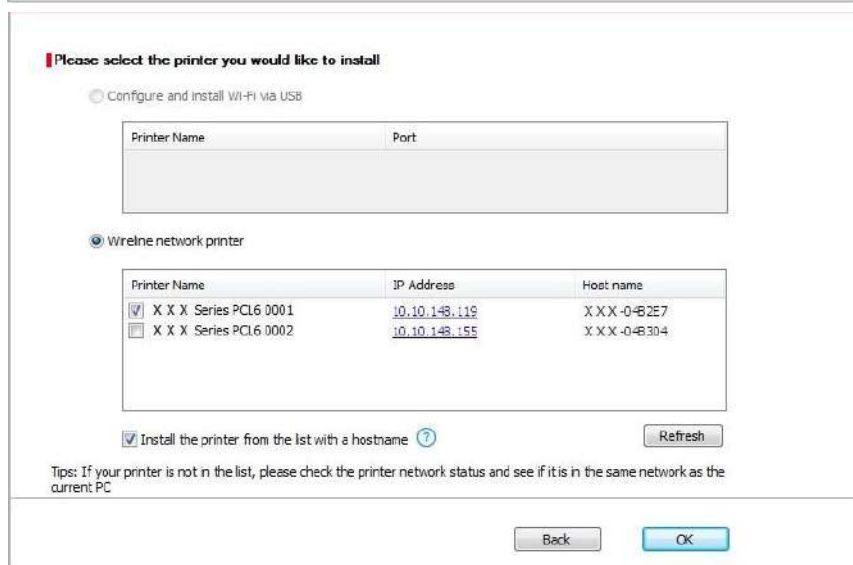 Please select the printer you would like to install
Configure and install Wi-Fi via USB
Printer Name Port
Wireline network printer
Printer Name IP Address Host name
X X X Series PCL6 0001 10.10.148.119 X X X -04B2E7
X X X Series PCL6 0002 10.10.148.155 X X X -04B304
Install the printer from the list with a hostname ?
Refresh
Tips: If your printer is not in the list, please check the printer network status and see if it is in the same network as the
current PC
Back OK